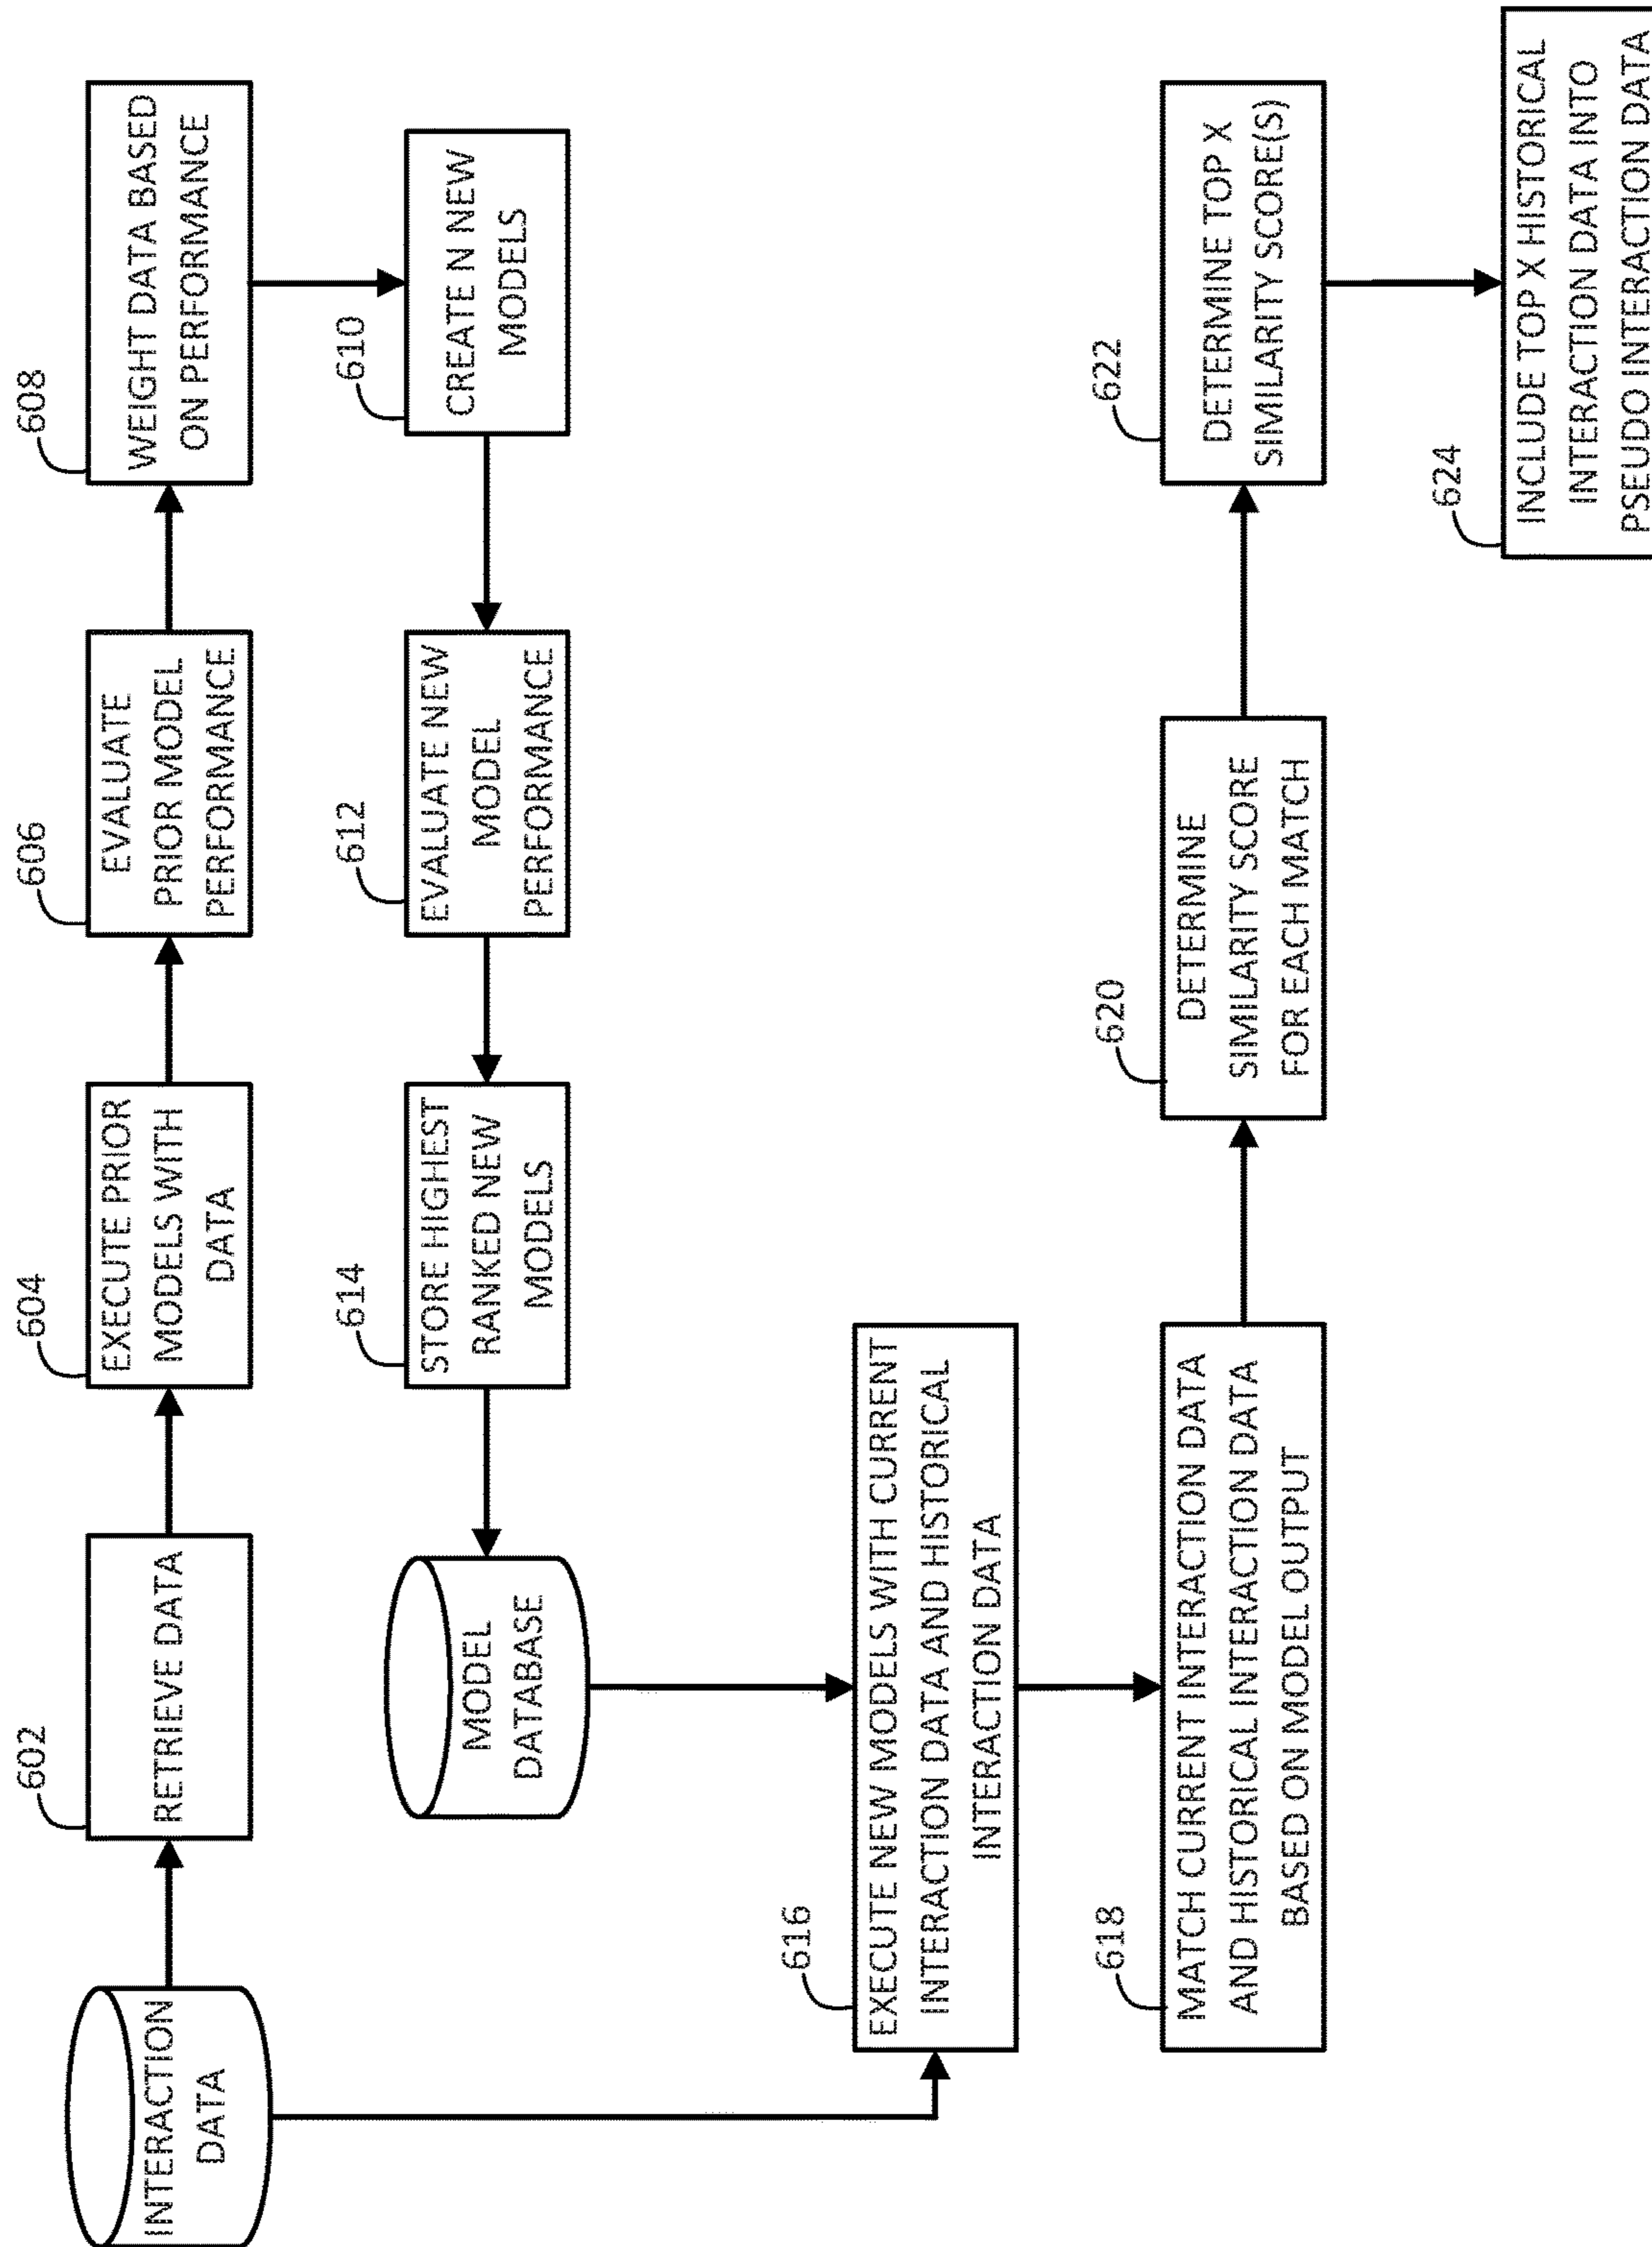 INTERACTION
DATA
602
RETRIEVE DATA
604
EXECUTE PRIOR
MODELS WITH
DATA
606
EVALUATE
PRIOR MODEL
PERFORMANCE
608
WEIGHT DATA BASED
ON PERFORMANCE
610
CREATE N NEW
MODELS
612
EVALUATE NEW
MODEL
PERFORMANCE
614
STORE HIGHEST
RANKED NEW
MODELS
MODEL
DATABASE
616
EXECUTE NEW MODELS WITH CURRENT
INTERACTION DATA AND HISTORICAL
INTERACTION DATA
618
MATCH CURRENT INTERACTION DATA
AND HISTORICAL INTERACTION DATA
BASED ON MODEL OUTPUT
620
DETERMINE
SIMILARITY SCORE
FOR EACH MATCH
622
DETERMINE TOP X
SIMILARITY SCORE(S)
624
INCLUDE TOP X HISTORICAL
INTERACTION DATA INTO
PSEUDO INTERACTION DATA